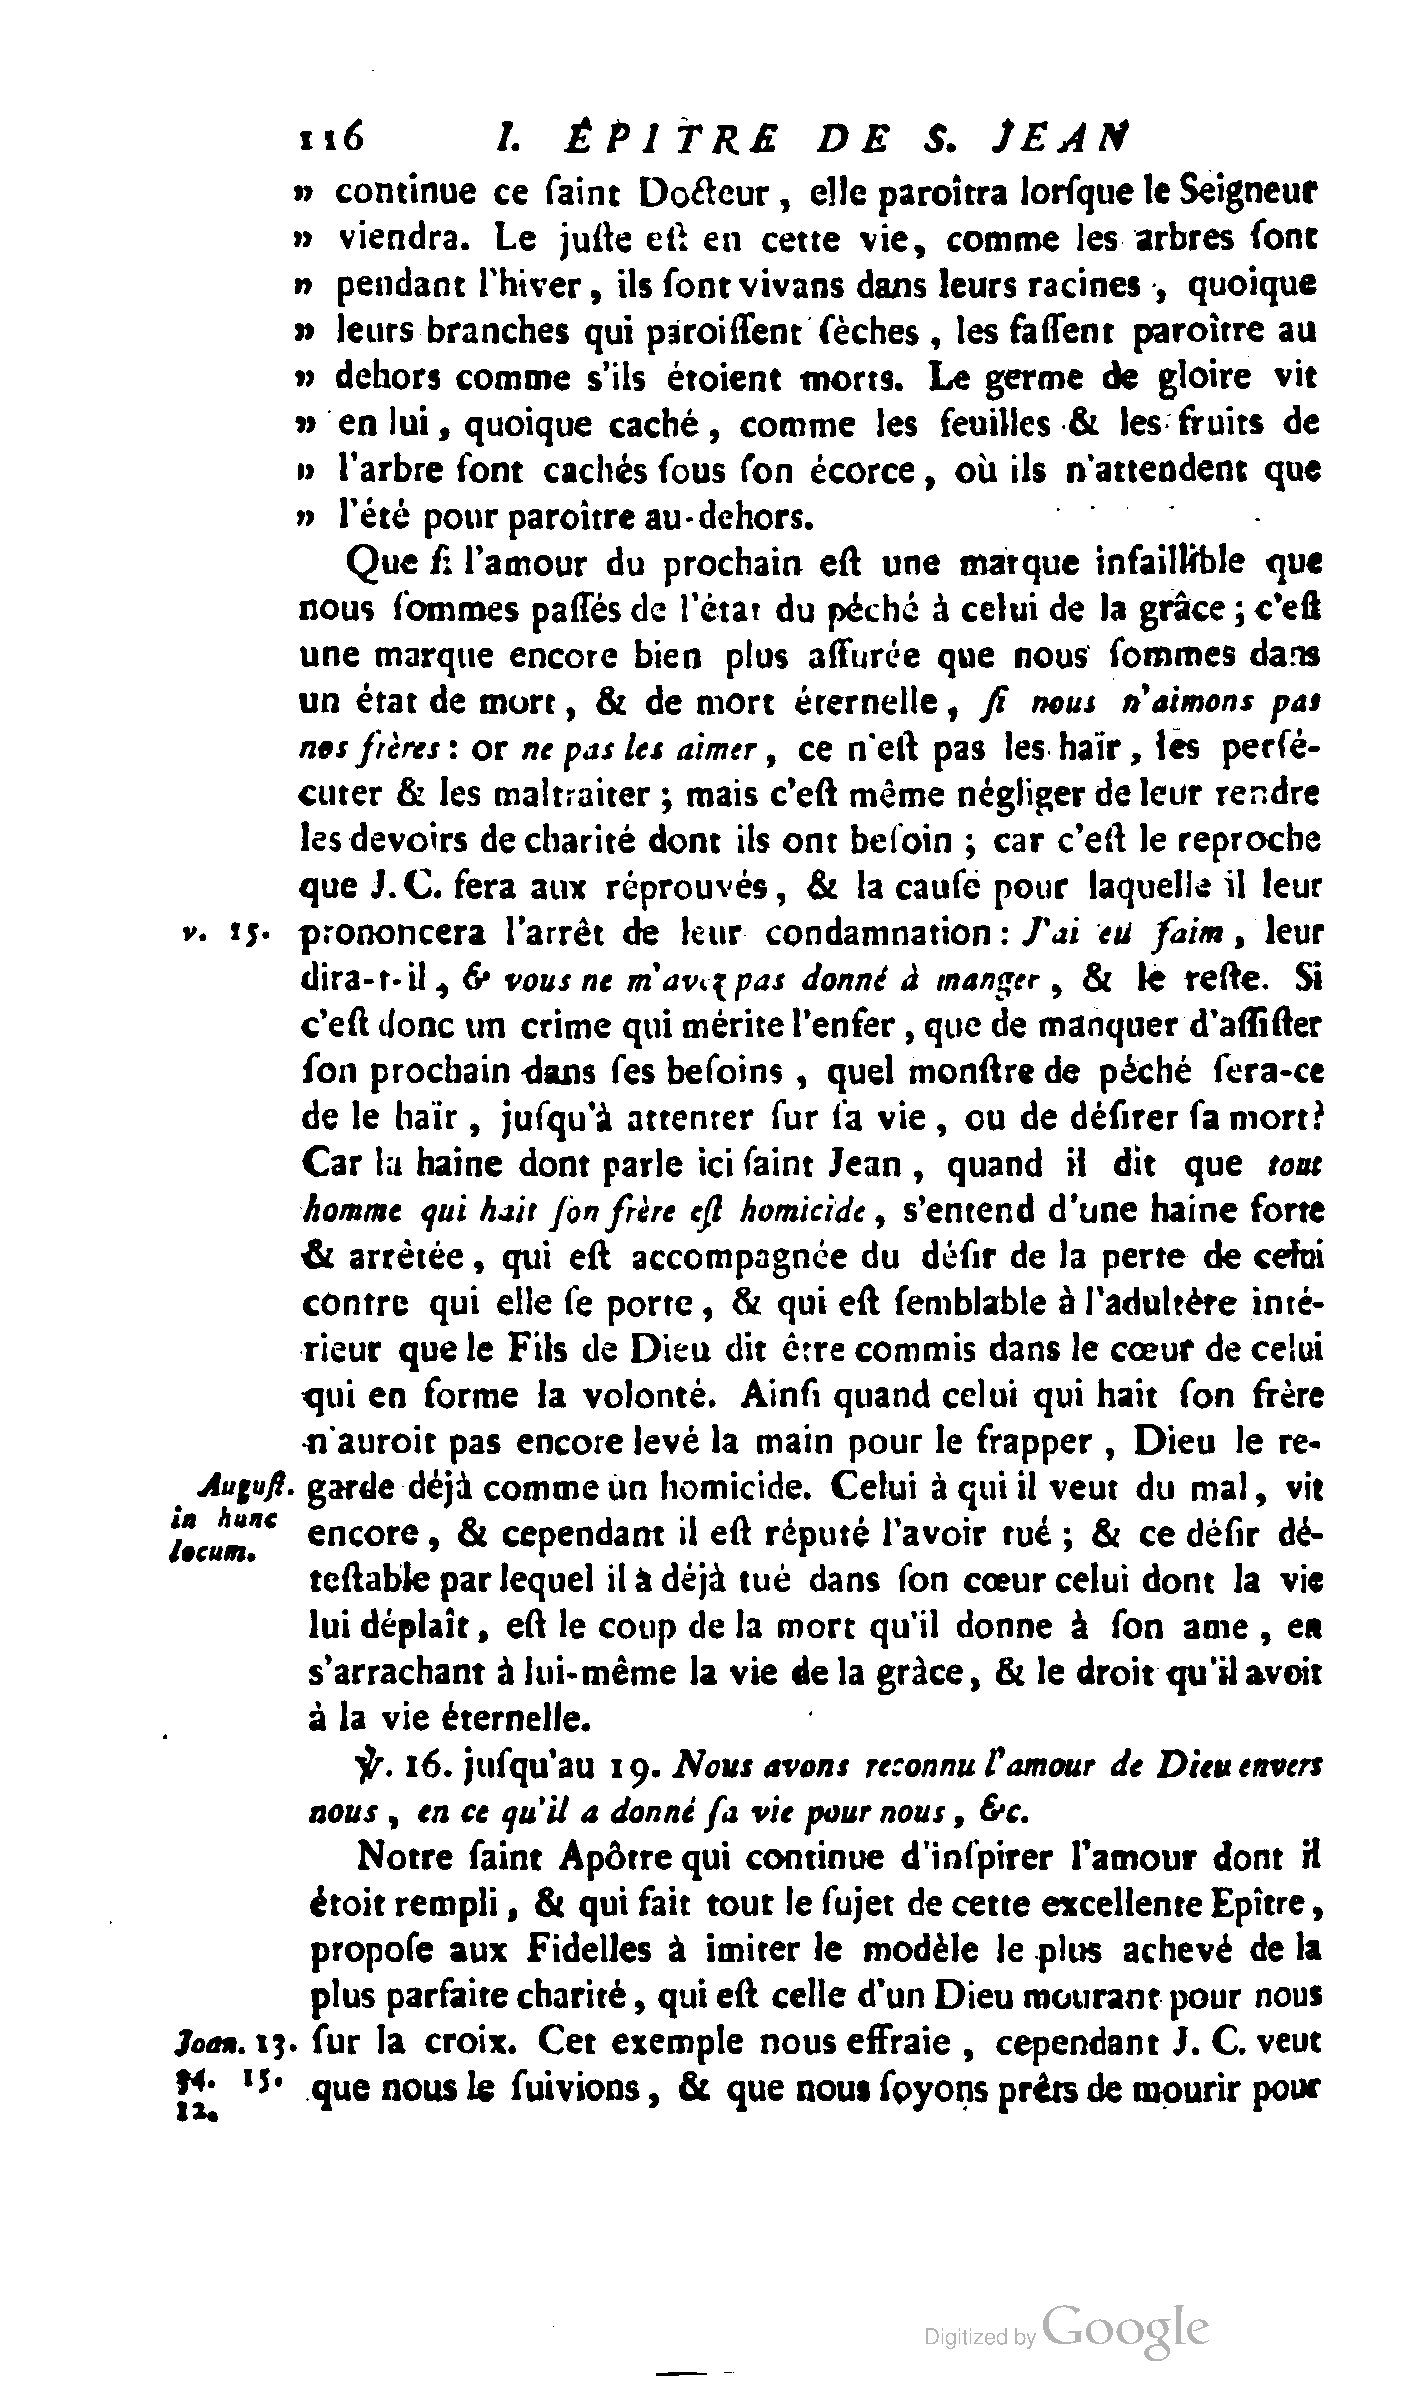 116 I. ÉPITRE DE S. JEAN
» continue ce ſaint Docteur, elle paroîtra lorſque le Seigneur
» viendra. Le juſte eſt en cette vie, comme les arbres ſont
» pendant l'hiver, ils ſont vivans dans leurs racines, quoique
» leurs branches qui paroiſſent ſèches, les faſſent paroître au
» dehors comme s'ils étoient morts. Le germe de gloire vit
» en lui, quoique caché, comme les feuilles & les fruits de
» l'arbre ſont cachés ſous ſon écorce, où ils n'attendent que
» l'été pour paroître au-dehors.
Que ſi l'amour du prochain eſt une marque infaillible que
nous ſommes paſſés de l'état du péché à celui de la grâce; c'eſt
une marque encore bien plus aſſurée que nous ſommes dans
un état de mort, & de mort éternelle, ſi nous n'aimons pas
nos frères: or ne pas les aimer, ce n'eſt pas les haïr, les perſé-
cuter & les maltraiter; mais c'eſt même négliger de leur rendre
les devoirs de charité dont ils ont beſoin; car c'eſt le reproche
que J. C. fera aux réprouvés, & la cauſe pour laquelle il leur
v. 15. prononcera l'arrêt de leur condamnation: J'ai eu faim, leur
dira-t-il, & vous ne m'avez pas donné à manger, & le reſte. Si
c'eſt donc un crime qui mérite l'enfer, que de manquer d'aſſiſter
ſon prochain dans ſes beſoins, quel monſtre de péché ſera-ce
de le haïr, juſqu'à attenter ſur ſa vie, ou de déſirer ſa mort?
Car la haine dont parle ici ſaint Jean, quand il dit que tout
homme qui hait ſon frère eſt homicide, s'entend d'une haine forte
& arrêtée, qui eſt accompagnée du déſir de la perte de celui
contre qui elle ſe porte, & qui eſt ſemblable à l'adultère inté-
rieur que le Fils de Dieu dit être commis dans le cœur de celui
qui en forme la volonté. Ainſi quand celui qui hait ſon frère
n'auroit pas encore levé la main pour le frapper, Dieu le re-
Auguſt. garde déjà comme un homicide. Celui à qui il veut du mal, vit
in hunc encore, & cependant il eſt réputé l'avoir tué; & ce déſir dé-
locum.
teſtable par lequel il a déjà tué dans ſon cœur celui dont la vie
lui déplaît, eſt le coup de la mort qu'il donne à ſon ame, en
s'arrachant à lui-même la vie de la grâce, & le droit qu'il avoit
à la vie éternelle.
℣. 16. juſqu'au 19. Nous avons reconnu l'amour de Dieu envers
nous, en ce qu'il a donné ſa vie pour nous, &c.
Notre ſaint Apôtre qui continue d'inſpirer l'amour dont il
étoit rempli, & qui fait tout le ſujet de cette excellente Epître,
propoſe aux Fidelles à imiter le modèle le plus achevé de la
plus parfaite charité, qui eſt celle d'un Dieu mourant pour nous
Joan. 13. ſur la croix. Cet exemple nous effraie, cependant J. C. veut
34. 15. que nous le ſuivions, & que nous ſoyons prêts de mourir pour
12.
Digitized by Google